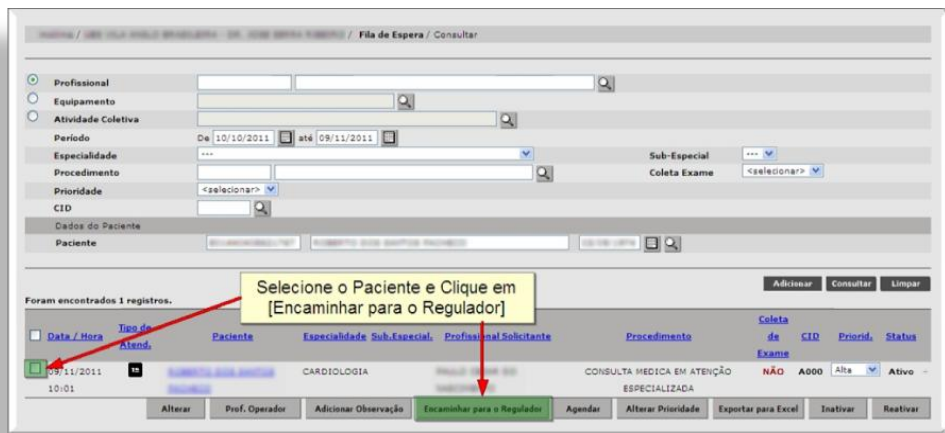 / Fila de Espera / Consultar
Profissional
Equipamento
Atividade Coletiva
Período De 10/10/2011 até 09/11/2011
Especialidade --- Sub-Especial ---
Procedimento Coleta Exame <selecionar>
Prioridade <selecionar>
CID
Dados do Paciente
Paciente
Adicionar Consultar Limpar
Selecione o Paciente e Clique em
[Encaminhar para o Regulador]
Foram encontrados 1 registros.
Data / Hora Tipo de Atend. Paciente Especialidade Sub.Especial. Profissional Solicitante Procedimento Coleta de Exame CID Priorid. Status
09/11/2011 CARDIOLOGIA CONSULTA MEDICA EM ATENÇÃO NÃO A000 Alta Ativo
10:01 ESPECIALIZADA
Alterar Prof. Operador Adicionar Observação Encaminhar para o Regulador Agendar Alterar Prioridade Exportar para Excel Inativar Reativar